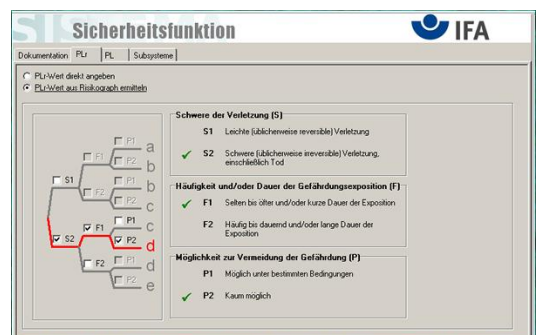 SISTEMA
Sicherheitsfunktion
IFA
Dokumentation PLr PL Subsysteme
PLr-Wert direkt angeben
PLr-Wert aus Risikograph ermitteln
Schwere der Verletzung (S)
S1 Leichte (üblicherweise reversible) Verletzung
S2 Schwere (üblicherweise irreversible) Verletzung,
einschließlich Tod
Häufigkeit und/oder Dauer der Gefährdungsexposition (F)
F1 Selten bis öfter und/oder kurze Dauer der Exposition
F2 Häufig bis dauernd und/oder lange Dauer der
Exposition
Möglichkeit zur Vermeidung der Gefährdung (P)
P1 Möglich unter bestimmten Bedingungen
P2 Kaum möglich
P1 a
F1
P2 b
S1
P1 b
F2
P2 c
P1 c
F1
P2 d
S2
P1 d
F2
P2 e